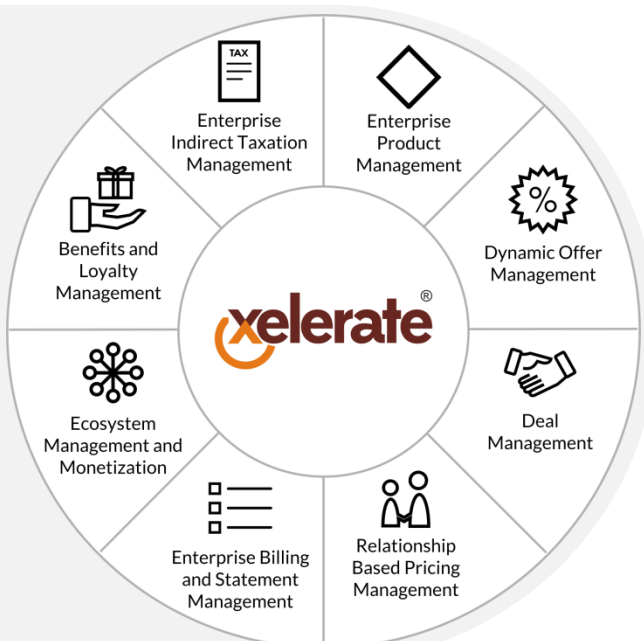 TAX
Enterprise
Indirect Taxation
Management
Enterprise
Product
Management
%
Dynamic Offer
Management
Deal
Management
Relationship
Based Pricing
Management
Enterprise Billing
and Statement
Management
Ecosystem
Management and
Monetization
Benefits and
Loyalty
Management
xelerate®